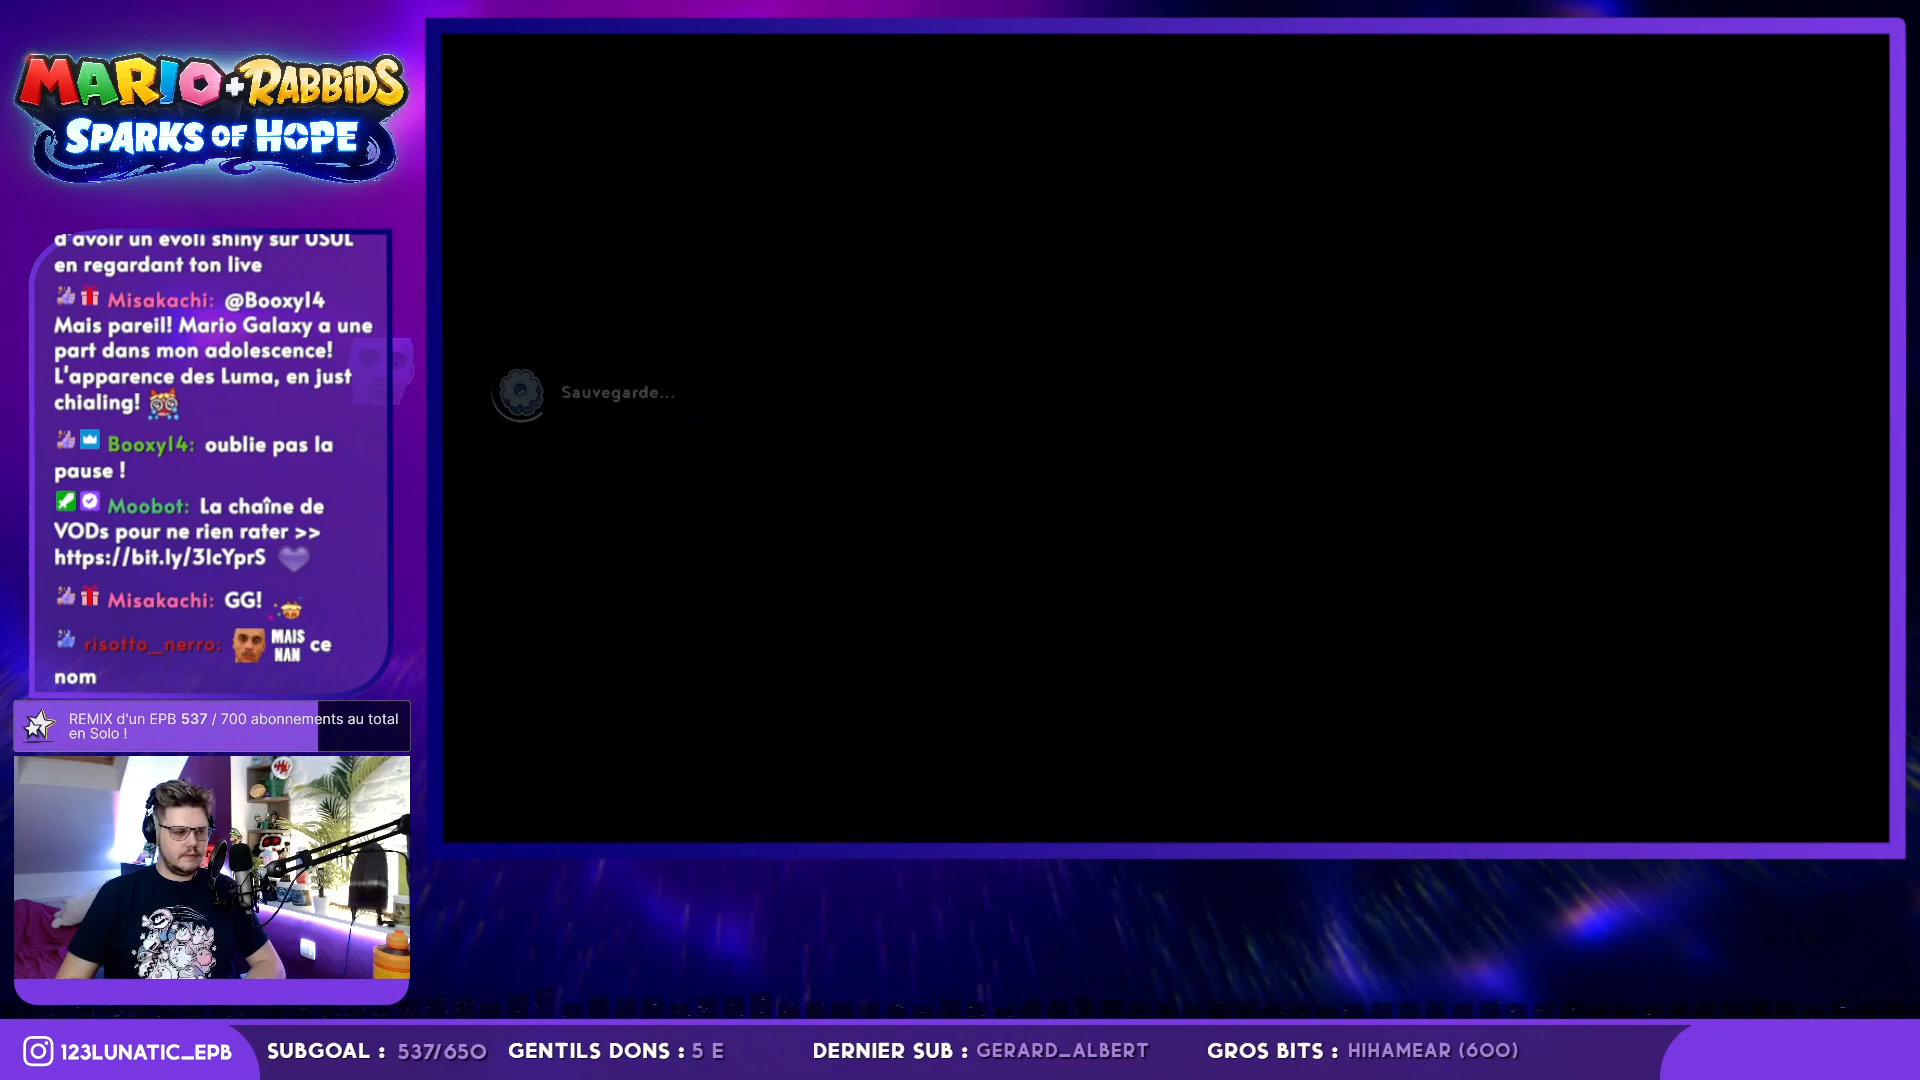 MARIO + RABBIDS
SPARKS OF HOPE
d'avoir un évoli shiny sur USUL
en regardant ton live
Misakachi: @Booxy14
Mais pareil! Mario Galaxy a une
part dans mon adolescence!
L'apparence des Luma, en just
chialing!
Booxy14: oublie pas la
pause !
Moobot: La chaîne de
VODs pour ne rien rater >>
https://bit.ly/3IcYprS
Misakachi: GG!
risotto_nerro: MAIS NAN ce
nom
REMIX d'un EPB 537 / 700 abonnements au total
en Solo !
Sauvegarde...
123LUNATIC_EPB
SUBGOAL : 537/650
GENTILS DONS : 5 E
DERNIER SUB : GERARD_ALBERT
GROS BITS : HIHAMEAR (600)